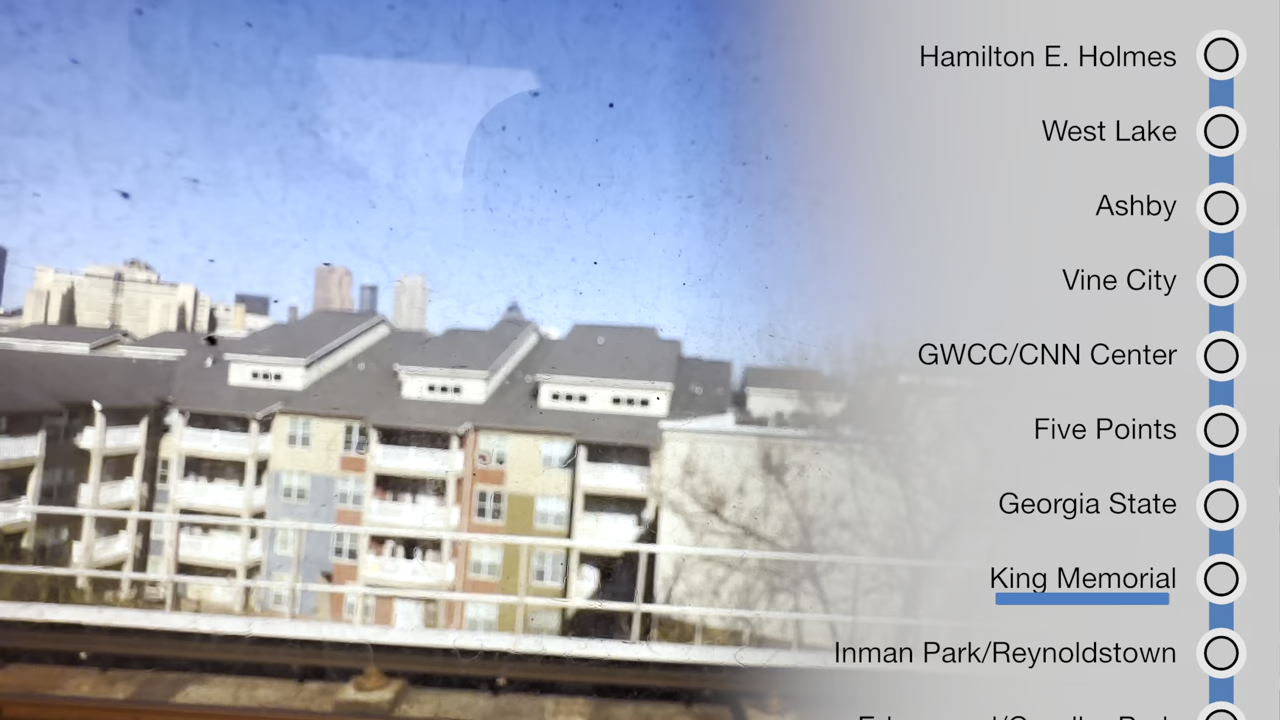 Hamilton E. Holmes
West Lake
Ashby
Vine City
GWCC/CNN Center
Five Points
Georgia State
King Memorial
Inman Park/Reynoldstown